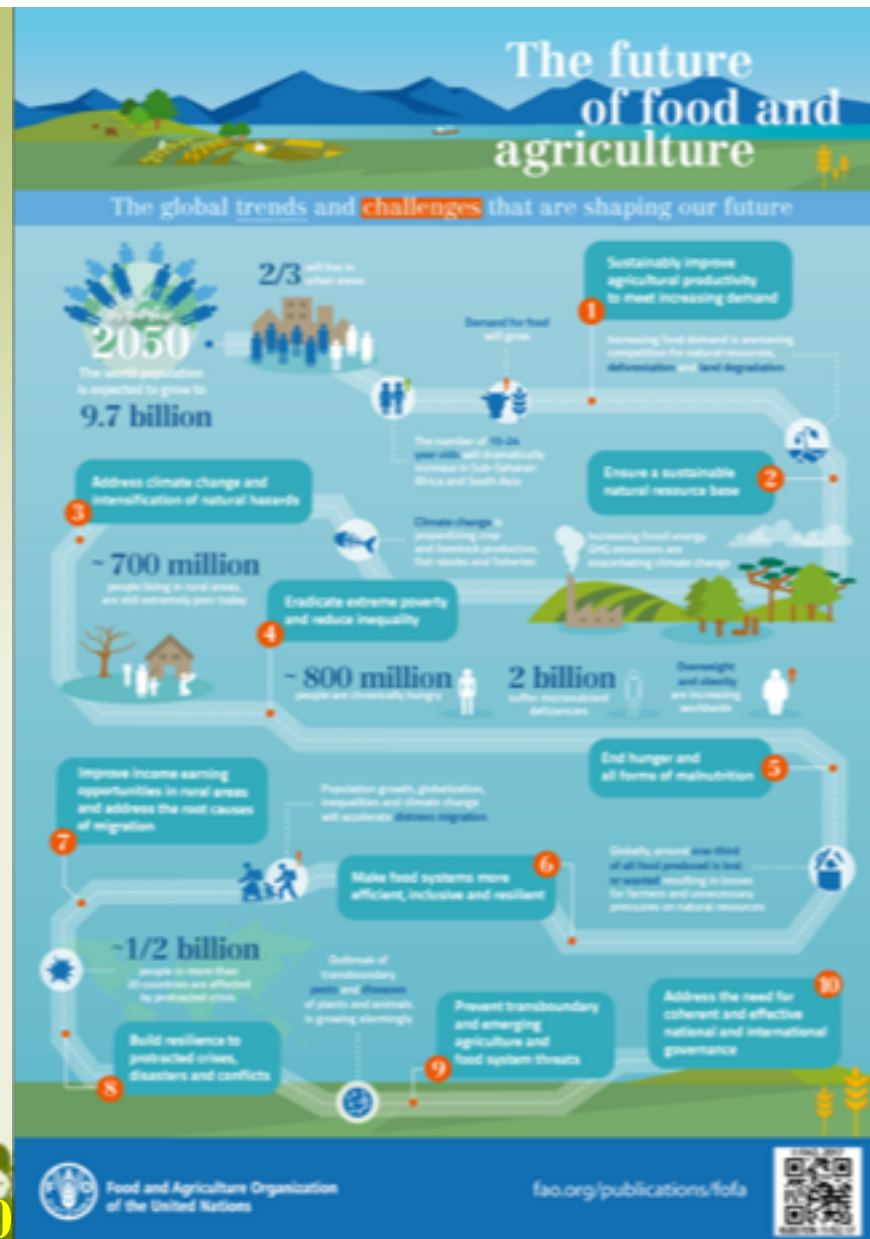 The future
of food and
agriculture
The global trends and challenges that are shaping our future
2050
The world population
is expected to grow to
9.7 billion
2/3 will live in
urban areas
Demand for food
will grow
The number of 15-24
year olds will dramatically
increase in Sub-Saharan
Africa and South Asia
1
Sustainably improve
agricultural productivity
to meet increasing demand
Increasing food demand is worsening
competition for natural resources,
deforestation and land degradation
2
Ensure a sustainable
natural resource base
Increasing fossil energy
GHG emissions are
exacerbating climate change
Climate change is
jeopardizing crop
and livestock production,
fish stocks and fisheries
3
Address climate change and
intensification of natural hazards
~ 700 million
people living in rural areas,
are still extremely poor today
4
Eradicate extreme poverty
and reduce inequality
~ 800 million
people are chronically hungry
2 billion
suffer micronutrient
deficiencies
Overweight
and obesity
are increasing
worldwide
5
End hunger and
all forms of malnutrition
Globally, around one-third
of all food produced is lost
or wasted resulting in losses
for farmers and unnecessary
pressures on natural resources
6
Make food systems more
efficient, inclusive and resilient
Population growth, globalization,
inequalities and climate change
will accelerate distress migration
7
Improve income earning
opportunities in rural areas
and address the root causes
of migration
~1/2 billion
people in more than
20 countries are affected
by protracted crisis
8
Build resilience to
protracted crises,
disasters and conflicts
Outbreak of
transboundary
pests and diseases
of plants and animals
is growing alarmingly
9
Prevent transboundary
and emerging
agriculture and
food system threats
10
Address the need for
coherent and effective
national and international
governance
Food and Agriculture Organization
of the United Nations
fao.org/publications/fofa